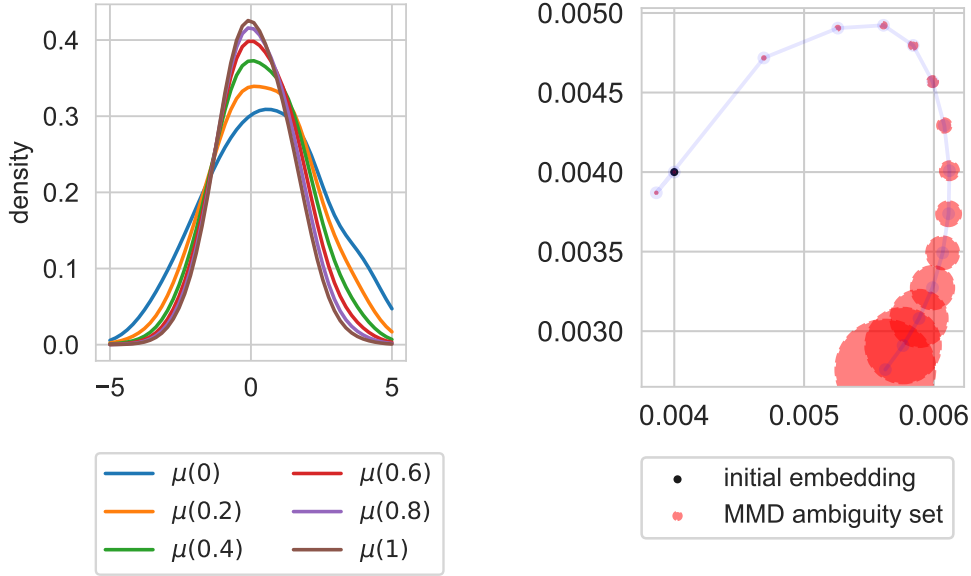 0.4
0.3
0.2
0.1
0.0
density
−5
0
5
μ(0)
μ(0.2)
μ(0.4)
μ(0.6)
μ(0.8)
μ(1)
0.0050
0.0045
0.0040
0.0035
0.0030
0.004
0.005
0.006
initial embedding
MMD ambiguity set